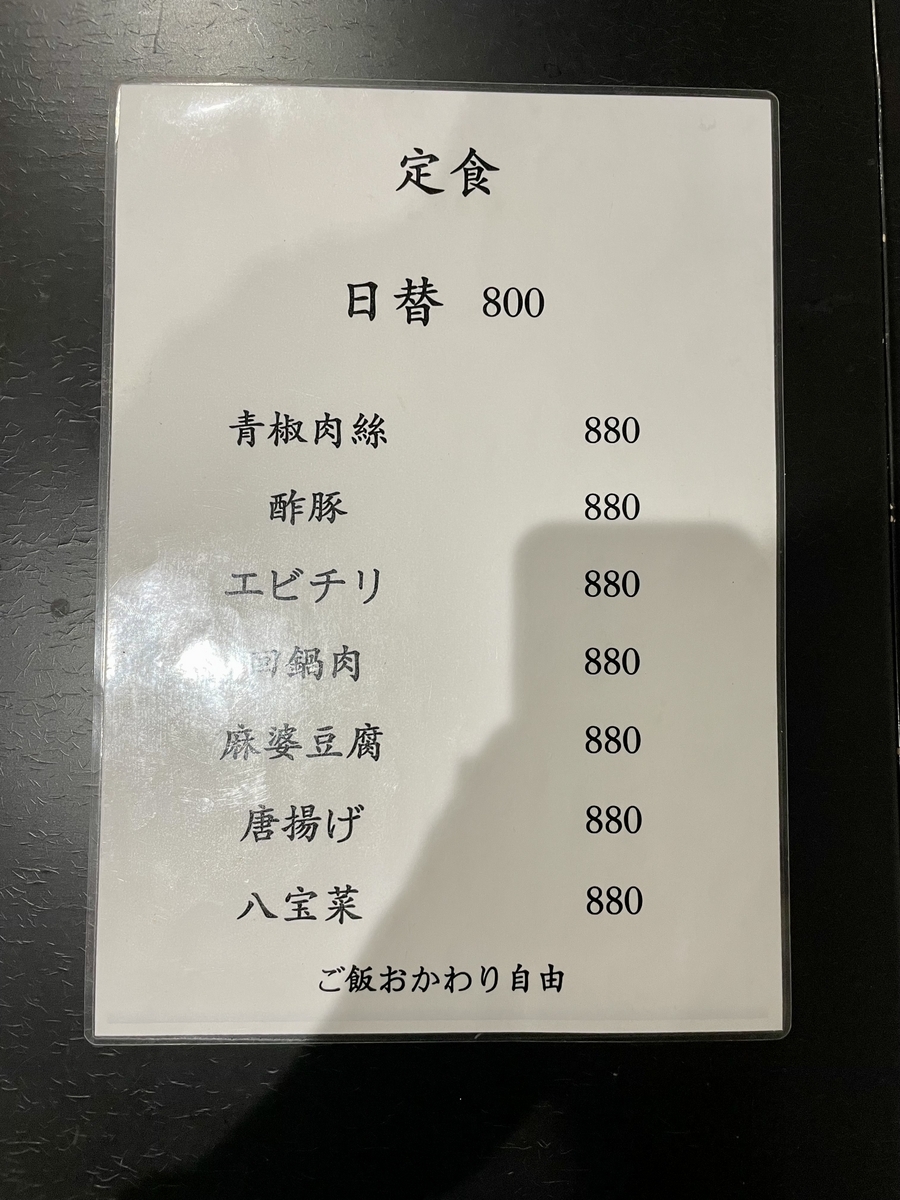 定食
日替 800
青椒肉絲 880
酢豚 880
エビチリ 880
回鍋肉 880
麻婆豆腐 880
唐揚げ 880
八宝菜 880
ご飯おかわり自由